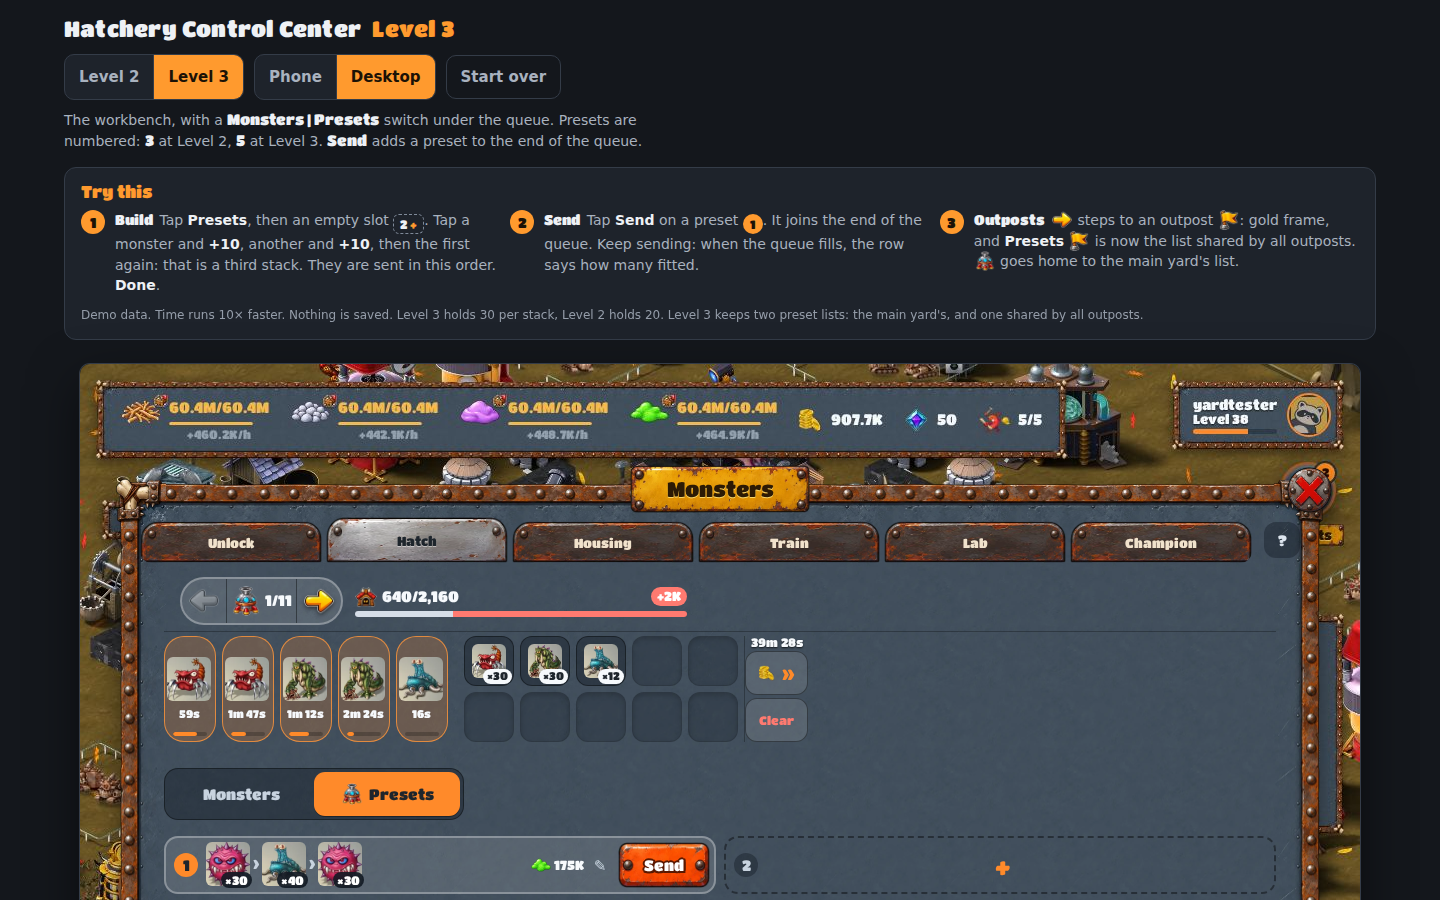 Hatchery Control Center Level 3
Level 2 Level 3 Phone Desktop Start over
The workbench, with a Monsters|Presets switch under the queue. Presets are
numbered: 3 at Level 2, 5 at Level 3. Send adds a preset to the end of the queue.
Try this
1 Build Tap Presets, then an empty slot 2 +. Tap a
monster and +10, another and +10, then the first
again: that is a third stack. They are sent in this order.
Done.
2 Send Tap Send on a preset 1. It joins the end of the
queue. Keep sending: when the queue fills, the row
says how many fitted.
3 Outposts steps to an outpost: gold frame,
and Presets is now the list shared by all outposts.
goes home to the main yard's list.
Demo data. Time runs 10× faster. Nothing is saved. Level 3 holds 30 per stack, Level 2 holds 20. Level 3 keeps two preset lists: the main yard's, and one shared by all outposts.
60.4M/60.4M 60.4M/60.4M 60.4M/60.4M 60.4M/60.4M 907.7K 50 5/5
+460.2K/h +442.1K/h +448.7K/h +464.9K/h
yardtester
Level 36
Monsters
Unlock Hatch Housing Train Lab Champion ?
1/11 640/2,160 +2K
59s 1m 47s 1m 12s 2m 24s 16s
×30 ×30 ×12
39m 28s
Clear
Monsters Presets
1 ×30 › ×40 › ×30 175K ✎ Send
2 +